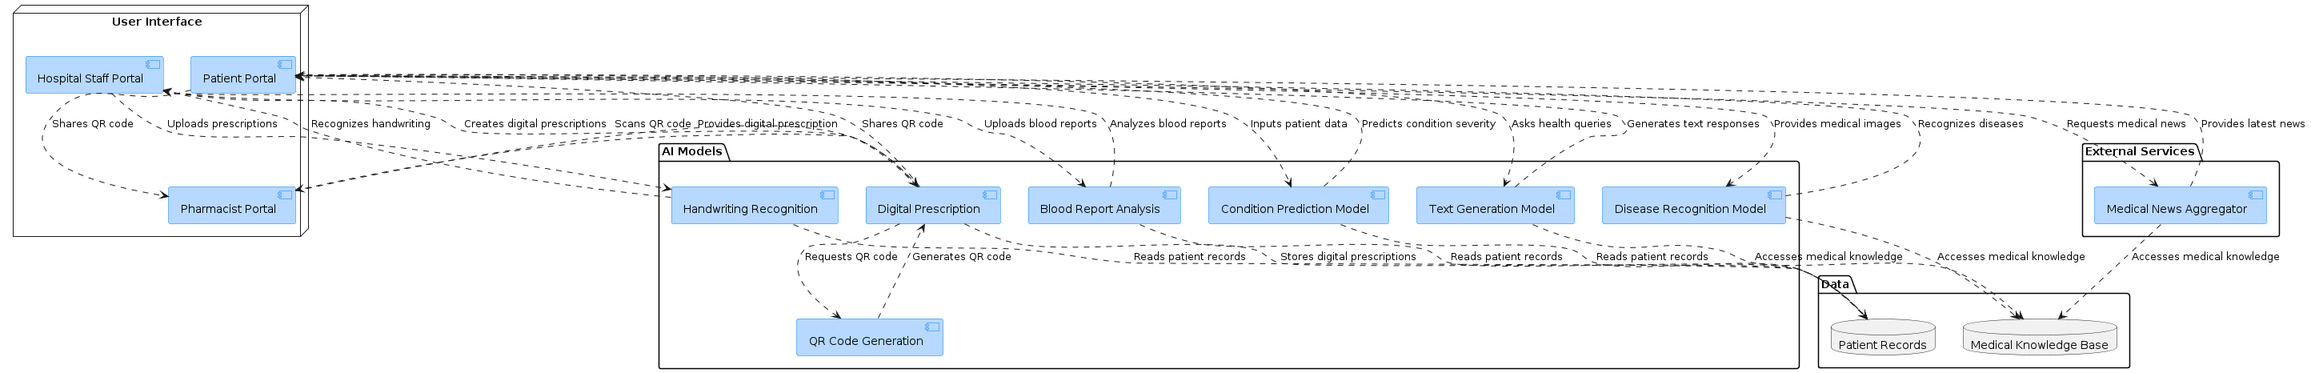 User Interface
Hospital Staff Portal
Patient Portal
Shares QR code
Uploads prescriptions
Recognizes handwriting
Creates digital prescriptions
Scans QR code
Provides digital prescription
Shares QR code
Uploads blood reports
Analyzes blood reports
Inputs patient data
Predicts condition severity
Asks health queries
Generates text responses
Provides medical images
Recognizes diseases
Requests medical news
Provides latest news
AI Models
External Services
Pharmacist Portal
Handwriting Recognition
Digital Prescription
Blood Report Analysis
Condition Prediction Model
Text Generation Model
Disease Recognition Model
Medical News Aggregator
Requests QR code
Generates QR code
Reads patient records
Stores digital prescriptions
Reads patient records
Reads patient records
Accesses medical knowledge
Accesses medical knowledge
Accesses medical knowledge
Data
QR Code Generation
Patient Records
Medical Knowledge Base